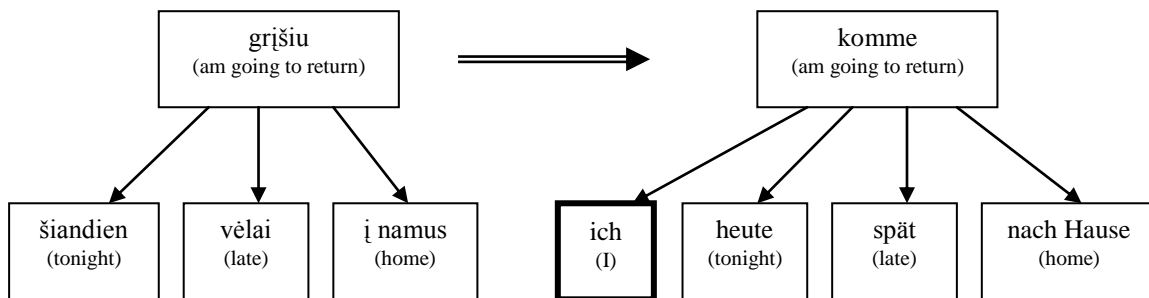 grįšiu
(am going to return)
komme
(am going to return)
šiandien
(tonight)
vėlai
(late)
į namus
(home)
ich
(I)
heute
(tonight)
spät
(late)
nach Hause
(home)